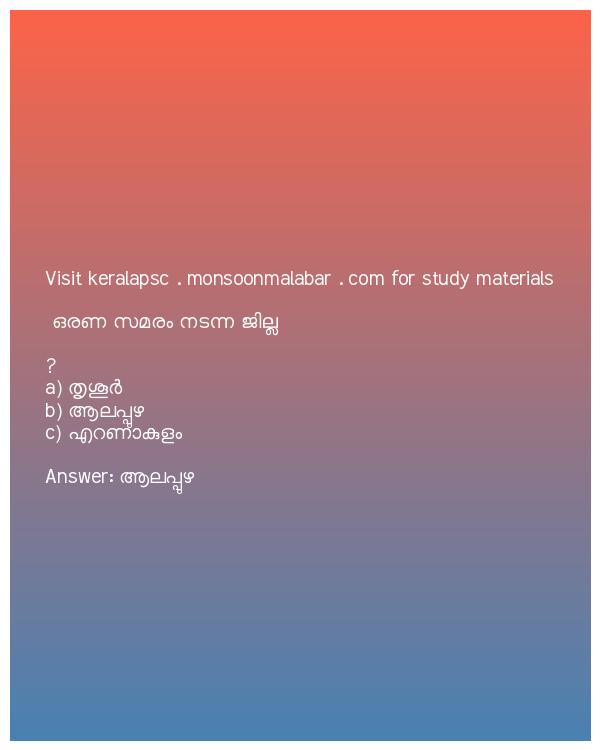 Visit keralapsc . monsoonmalabar . com for study materials
ഒരണ സമരം നടന്ന ജില്ല
?
a) തൃശൂർ
b) ആലപ്പുഴ
c) എറണാകുളം
Answer: ആലപ്പുഴ